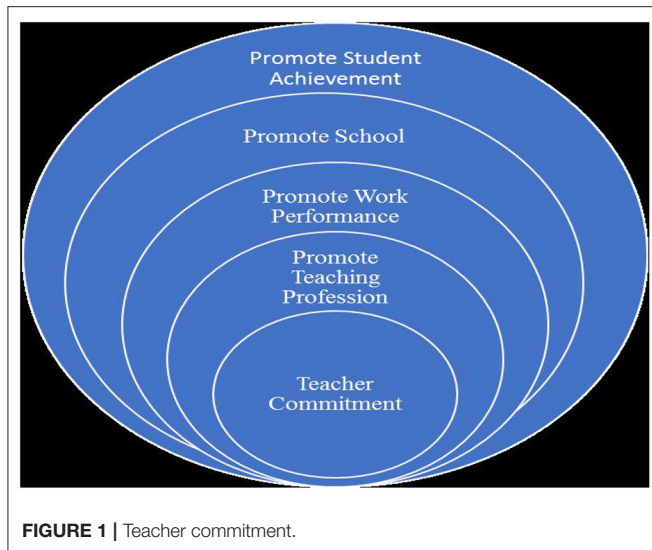 Promote Student
Achievement
Promote School
Promote Work
Performance
Promote
Teaching
Profession
Teacher
Commitment
FIGURE 1 | Teacher commitment.